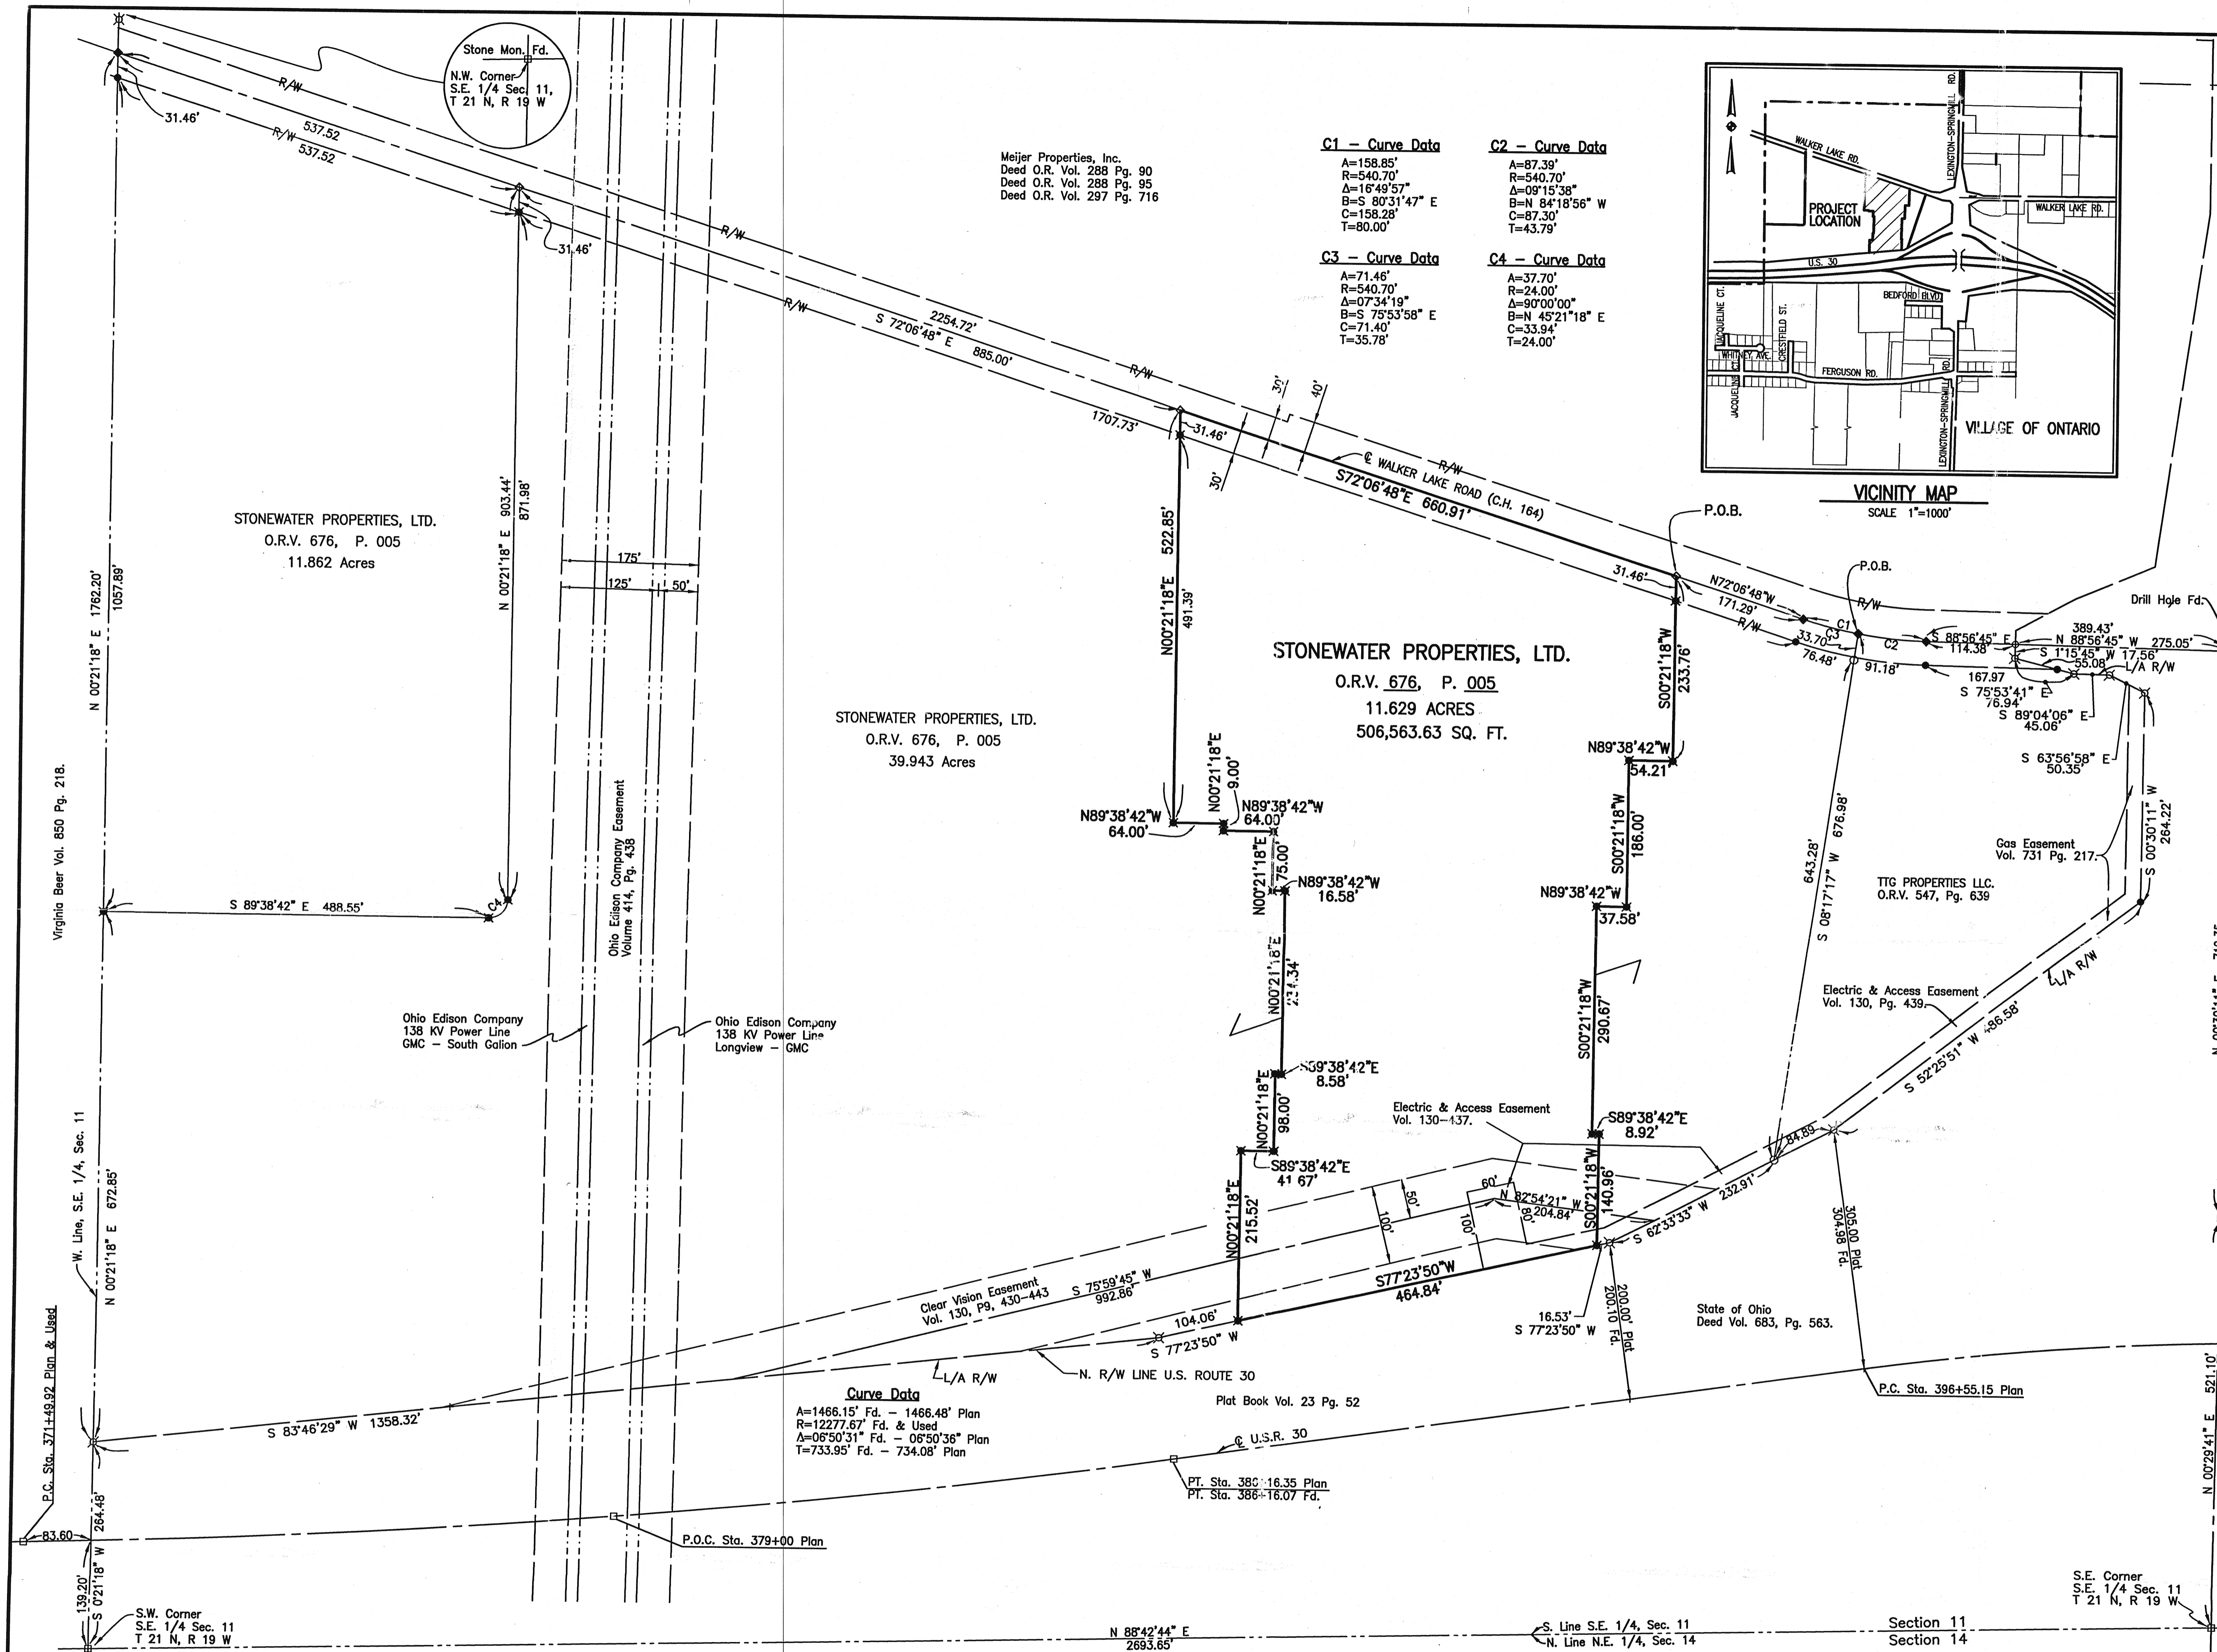 Stone Mon. Fd.
N.W. Corner
S.E. 1/4 Sec. 11,
T 21 N, R 19 W
31.46'
R/W
537.52
R/W
537.52
31.46'
R/W
R/W
2254.72'
S 72°06'48" E 885.00'
R/W
1707.73'
Meijer Properties, Inc.
Deed O.R. Vol. 288 Pg. 90
Deed O.R. Vol. 288 Pg. 95
Deed O.R. Vol. 297 Pg. 716
C1 – Curve Data
A=158.85'
R=540.70'
Δ=16°49'57"
B=S 80°31'47" E
C=158.28'
T=80.00'
C2 – Curve Data
A=87.39'
R=540.70'
Δ=09°15'38"
B=N 84°18'56" W
C=87.30'
T=43.79'
C3 – Curve Data
A=71.46'
R=540.70'
Δ=07°34'19"
B=S 75°53'58" E
C=71.40'
T=35.78'
C4 – Curve Data
A=37.70'
R=24.00'
Δ=90°00'00"
B=N 45°21'18" E
C=33.94'
T=24.00'
WALKER LAKE RD.
LEXINGTON-SPRINGMILL RD.
PROJECT
LOCATION
WALKER LAKE RD.
U.S. 30
BEDFORD BLVD.
JACQUELINE CT.
CRESTFIELD ST.
WHITNEY AVE.
JACQUELINE CT.
FERGUSON RD.
LEXINGTON-SPRINGMILL RD.
VILLAGE OF ONTARIO
VICINITY MAP
SCALE 1"=1000'
30'
40'
30'
31.46'
℄ WALKER LAKE ROAD (C.H. 164)
R/W
S72°06'48"E 660.91'
P.O.B.
31.46'
N72°06'48"W
171.29'
P.O.B.
R/W
R/W
C1
C3
C2
33.70'
76.48'
91.18'
S 88°56'45" E
114.38'
389.43'
N 88°56'45" W 275.05'
S 1°15'45" W 17.56'
55.08'
L/A R/W
167.97
S 75°53'41" E
76.94'
S 89°04'06" E
45.06'
S 63°56'58" E
50.35'
Drill Hole Fd.
S 00°30'11" W
264.22'
STONEWATER PROPERTIES, LTD.
O.R.V. 676, P. 005
11.862 Acres
N 00°21'18" E 1762.20'
1057.89'
N 00°21'18" E 903.44'
871.98'
175'
125'
50'
N00°21'18"E 522.85'
491.39'
STONEWATER PROPERTIES, LTD.
O.R.V. 676, P. 005
11.629 ACRES
506,563.63 SQ. FT.
STONEWATER PROPERTIES, LTD.
O.R.V. 676, P. 005
39.943 Acres
S00°21'18"W
233.76'
N89°38'42"W
54.21'
S00°21'18"W
186.00'
N89°38'42"W
37.58'
S00°21'18"W
290.67'
S89°38'42"E
8.92'
S00°21'18"W
140.96'
N89°38'42"W
64.00'
N00°21'18"E
9.00'
N89°38'42"W
64.00'
N00°21'18"E
75.00'
N89°38'42"W
16.58'
N00°21'18"E
S89°38'42"E
8.58'
N00°21'18"E
98.00'
S89°38'42"E
41.67'
N00°21'18"E
215.52'
S77°23'50"W
464.84'
Virginia Beer Vol. 850 Pg. 218.
S 89°38'42" E 488.55'
C4
Ohio Edison Company Easement
Volume 414, Pg. 438
Ohio Edison Company
138 KV Power Line
GMC – South Galion
Ohio Edison Company
138 KV Power Line
Longview – GMC
643.28'
S 08°17'17" W 676.98'
Gas Easement
Vol. 731 Pg. 217.
TTG PROPERTIES LLC.
O.R.V. 547, Pg. 639
L/A R/W
Electric & Access Easement
Vol. 130, Pg. 439.
S 52°25'51" W 486.58'
Electric & Access Easement
Vol. 130-437.
84.89
S 62°33'33" W 232.91'
60'
N 82°54'21" W
204.84'
50'
100'
100'
80'
305.00 Plat
304.98 Fd.
200.00' Plat
200.10 Fd.
16.53'
S 77°23'50" W
State of Ohio
Deed Vol. 683, Pg. 563.
P.C. Sta. 396+55.15 Plan
N 00°29'41" E 521.10'
W. Line, S.E. 1/4, Sec. 11
N 00°21'18" E 672.85'
Clear Vision Easement
Vol. 130, P9, 430-443
S 75°59'45" W
992.86'
104.06'
S 77°23'50" W
L/A R/W
N. R/W LINE U.S. ROUTE 30
Plat Book Vol. 23 Pg. 52
Curve Data
A=1466.15' Fd. – 1466.48' Plan
R=12277.67' Fd. & Used
Δ=06°50'31" Fd. – 06°50'36" Plan
T=733.95' Fd. – 734.08' Plan
S 83°46'29" W 1358.32'
P.C. Sta. 371+49.92 Plan & Used
℄ U.S.R. 30
PT. Sta. 386+16.35 Plan
PT. Sta. 386+16.07 Fd.
83.60
S 0°21'18" W 264.48'
139.20'
P.O.C. Sta. 379+00 Plan
S.W. Corner
S.E. 1/4 Sec. 11
T 21 N, R 19 W
N 88°42'44" E
2693.65'
S. Line S.E. 1/4, Sec. 11
N. Line N.E. 1/4, Sec. 14
Section 11
Section 14
S.E. Corner
S.E. 1/4 Sec. 11
T 21 N, R 19 W